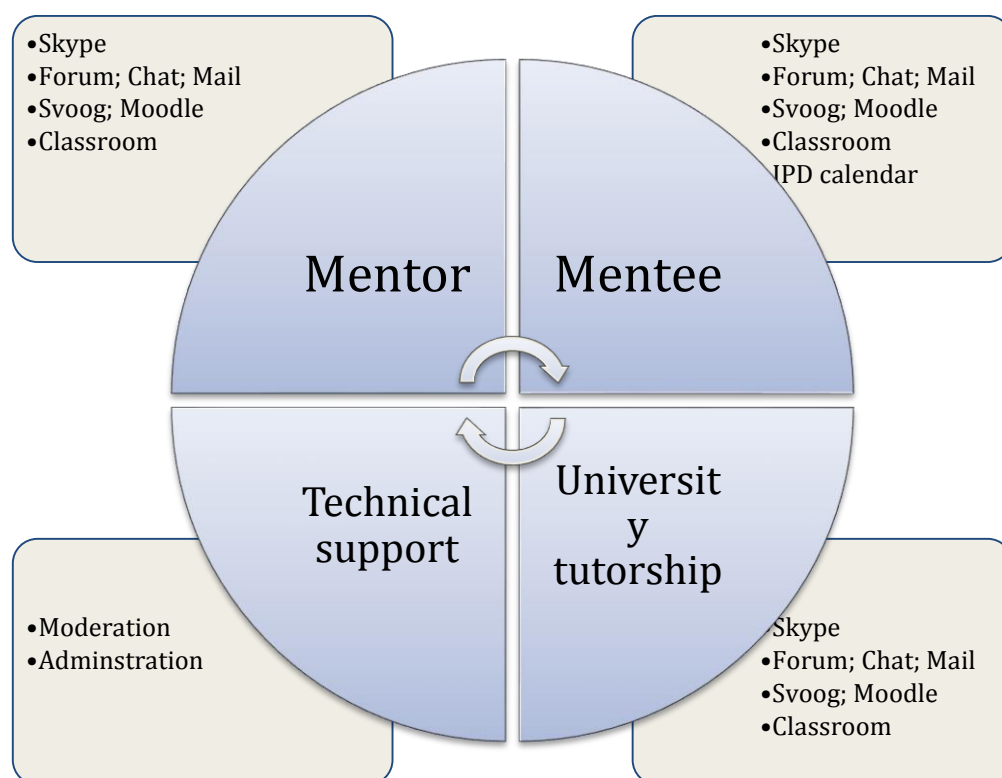 •Skype
•Forum; Chat; Mail
•Svoog; Moodle
•Classroom
•Skype
•Forum; Chat; Mail
•Svoog; Moodle
•Classroom
IPD calendar
Mentor
Mentee
Technical
support
Universit
y
tutorship
•Moderation
•Adminstration
•Skype
•Forum; Chat; Mail
•Svoog; Moodle
•Classroom